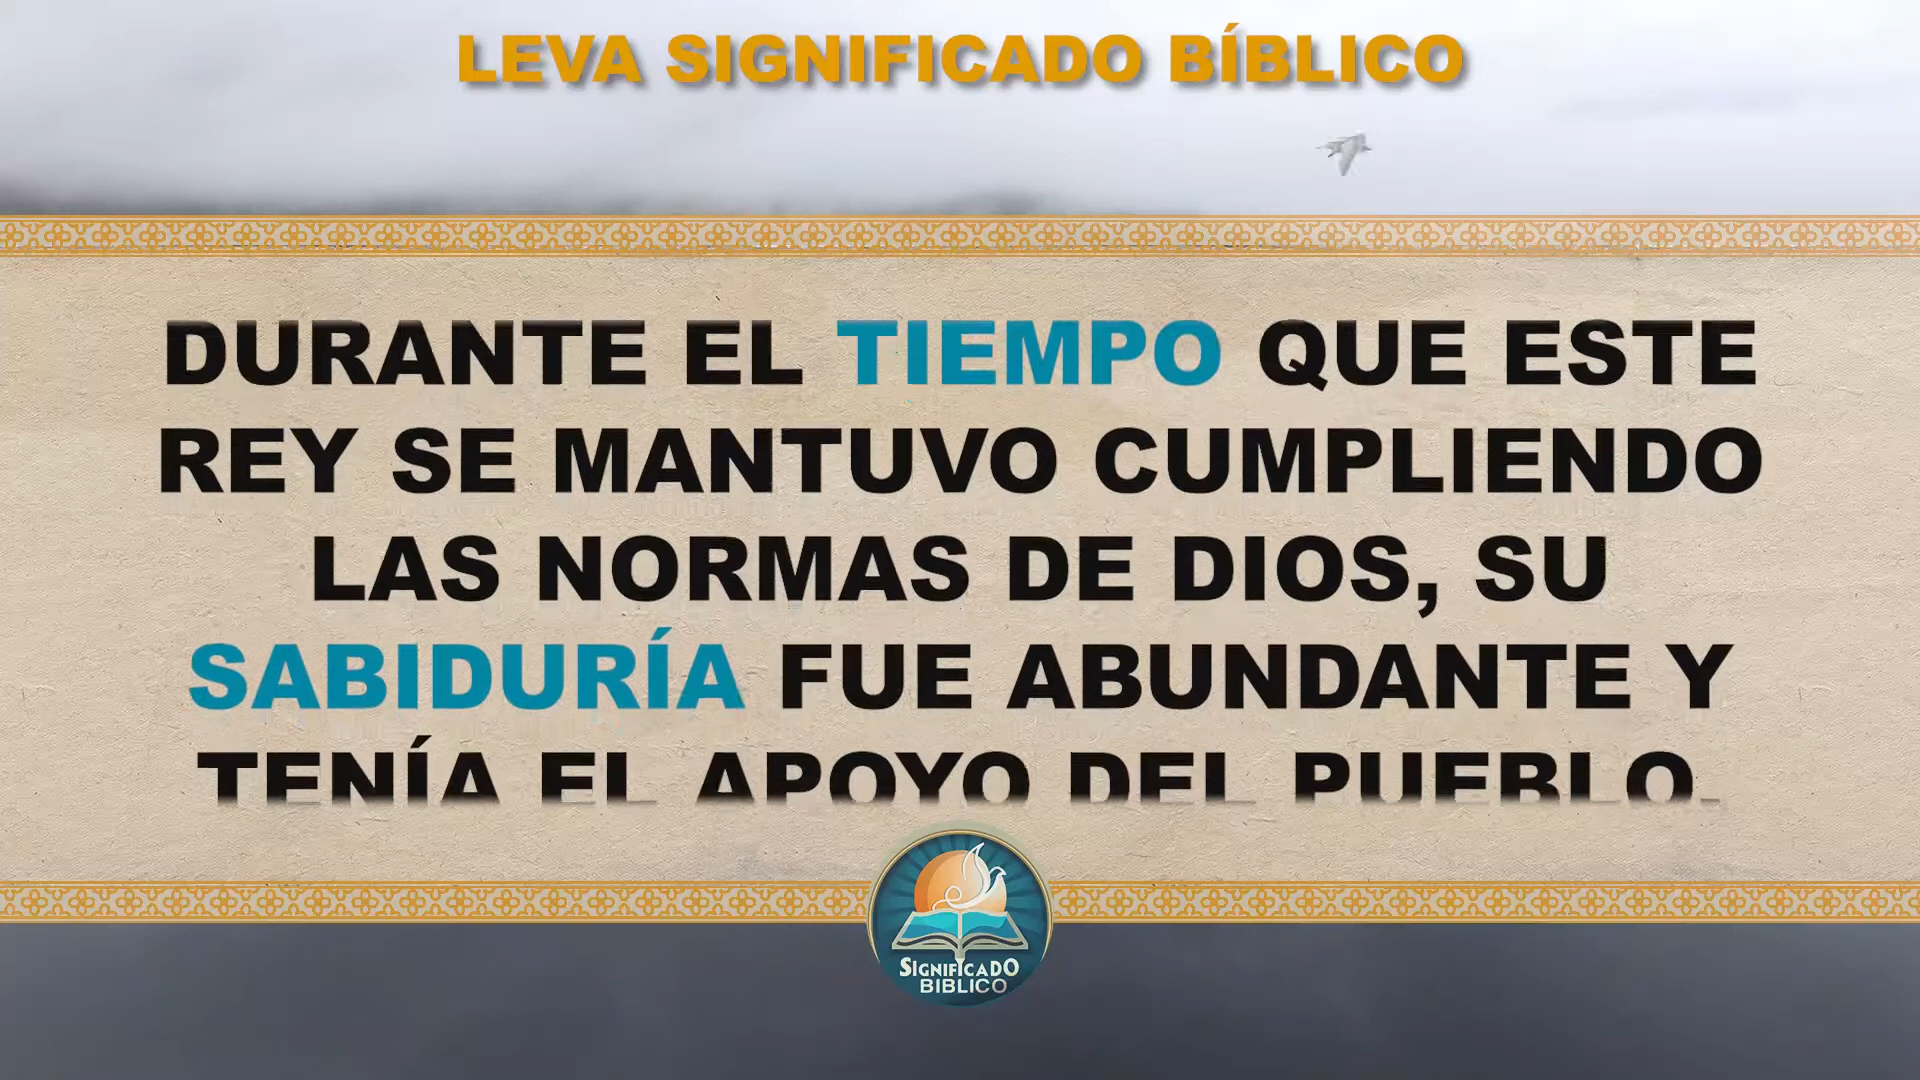 LEVA SIGNIFICADO BÍBLICO
DURANTE EL TIEMPO QUE ESTE
REY SE MANTUVO CUMPLIENDO
LAS NORMAS DE DIOS, SU
SABIDURÍA FUE ABUNDANTE Y
TENÍA EL APOYO DEL PUEBLO.
SIGNIFICADO
BIBLICO